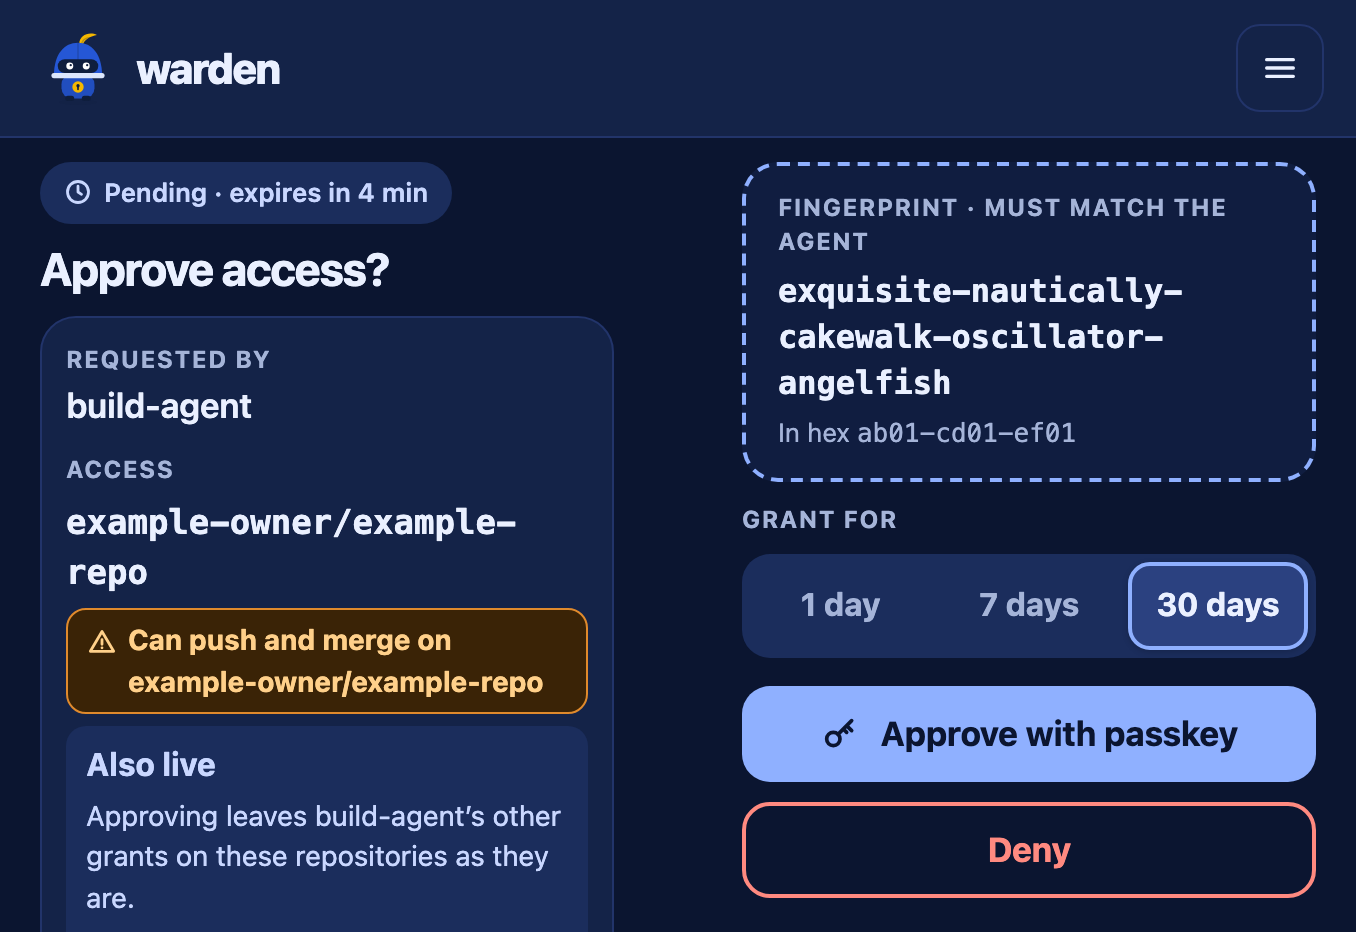 warden
Pending · expires in 4 min
Approve access?
REQUESTED BY
build-agent
ACCESS
example-owner/example-
repo
Can push and merge on
example-owner/example-repo
Also live
Approving leaves build-agent’s other
grants on these repositories as they
are.
FINGERPRINT · MUST MATCH THE
AGENT
exquisite-nautically-
cakewalk-oscillator-
angelfish
In hex ab01-cd01-ef01
GRANT FOR
1 day 7 days 30 days
Approve with passkey
Deny